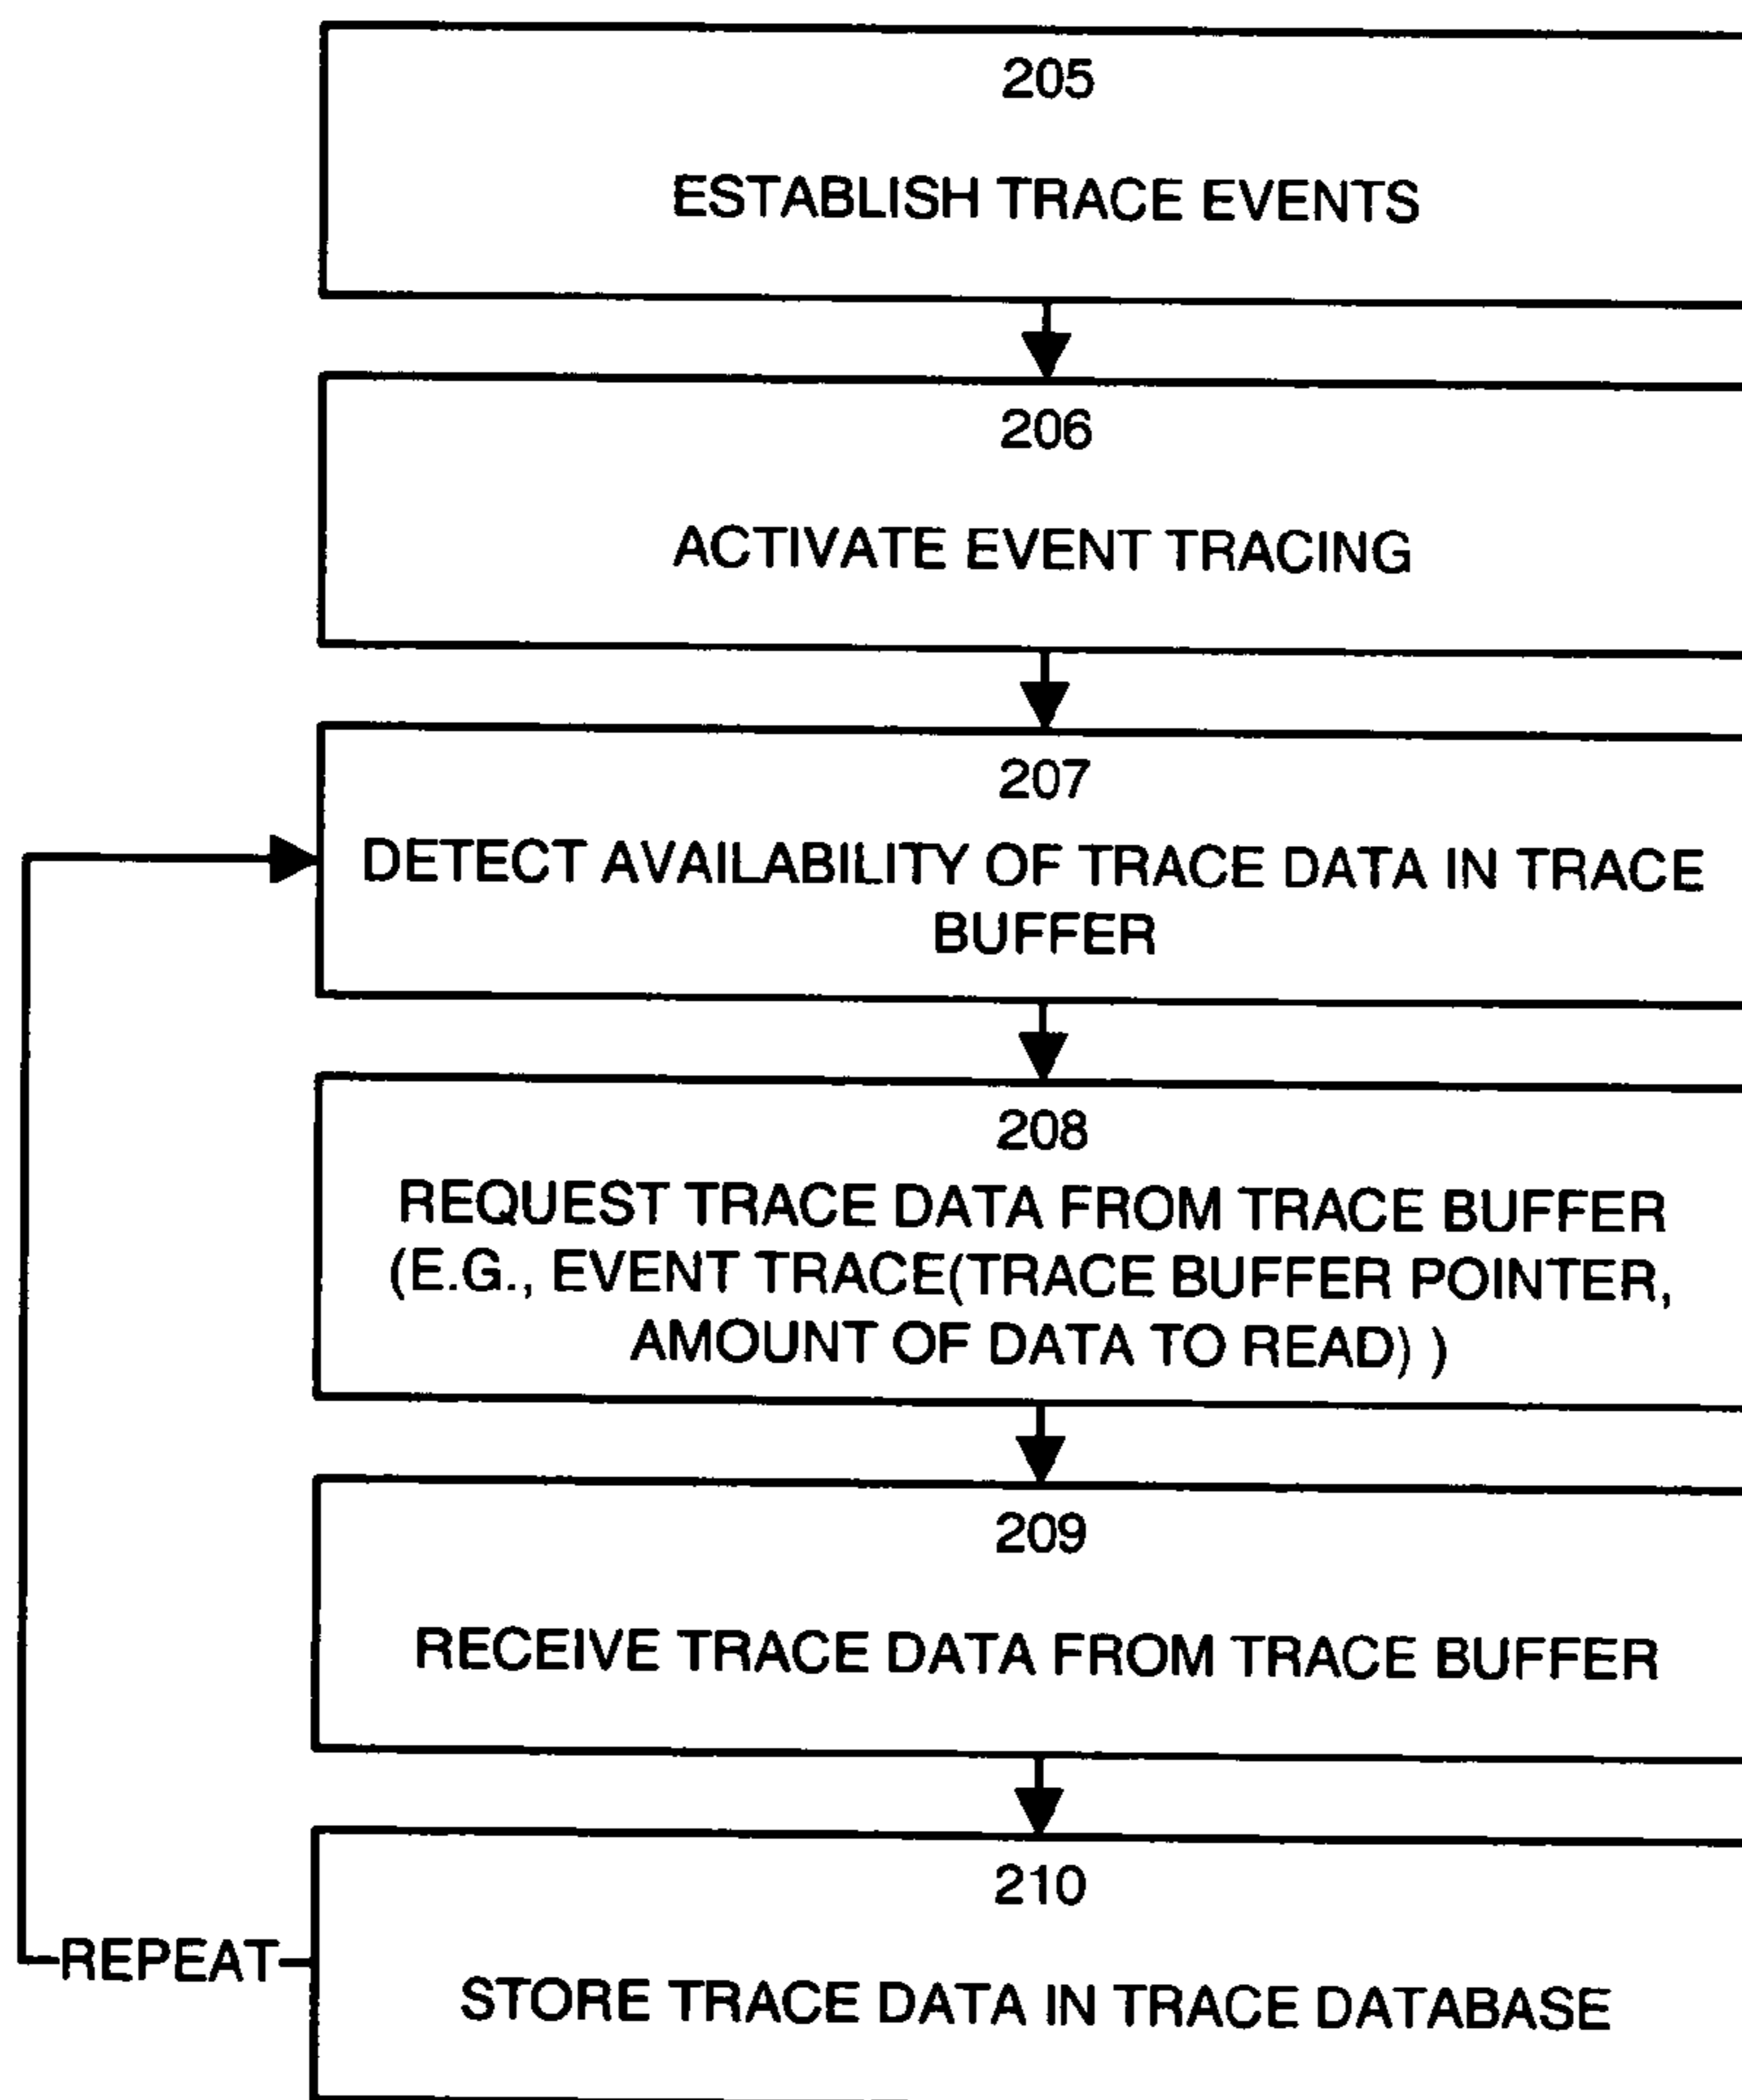 205
ESTABLISH TRACE EVENTS
206
ACTIVATE EVENT TRACING
207
DETECT AVAILABILITY OF TRACE DATA IN TRACE
BUFFER
208
REQUEST TRACE DATA FROM TRACE BUFFER
(E.G., EVENT TRACE(TRACE BUFFER POINTER,
AMOUNT OF DATA TO READ) )
209
RECEIVE TRACE DATA FROM TRACE BUFFER
210
REPEAT
STORE TRACE DATA IN TRACE DATABASE